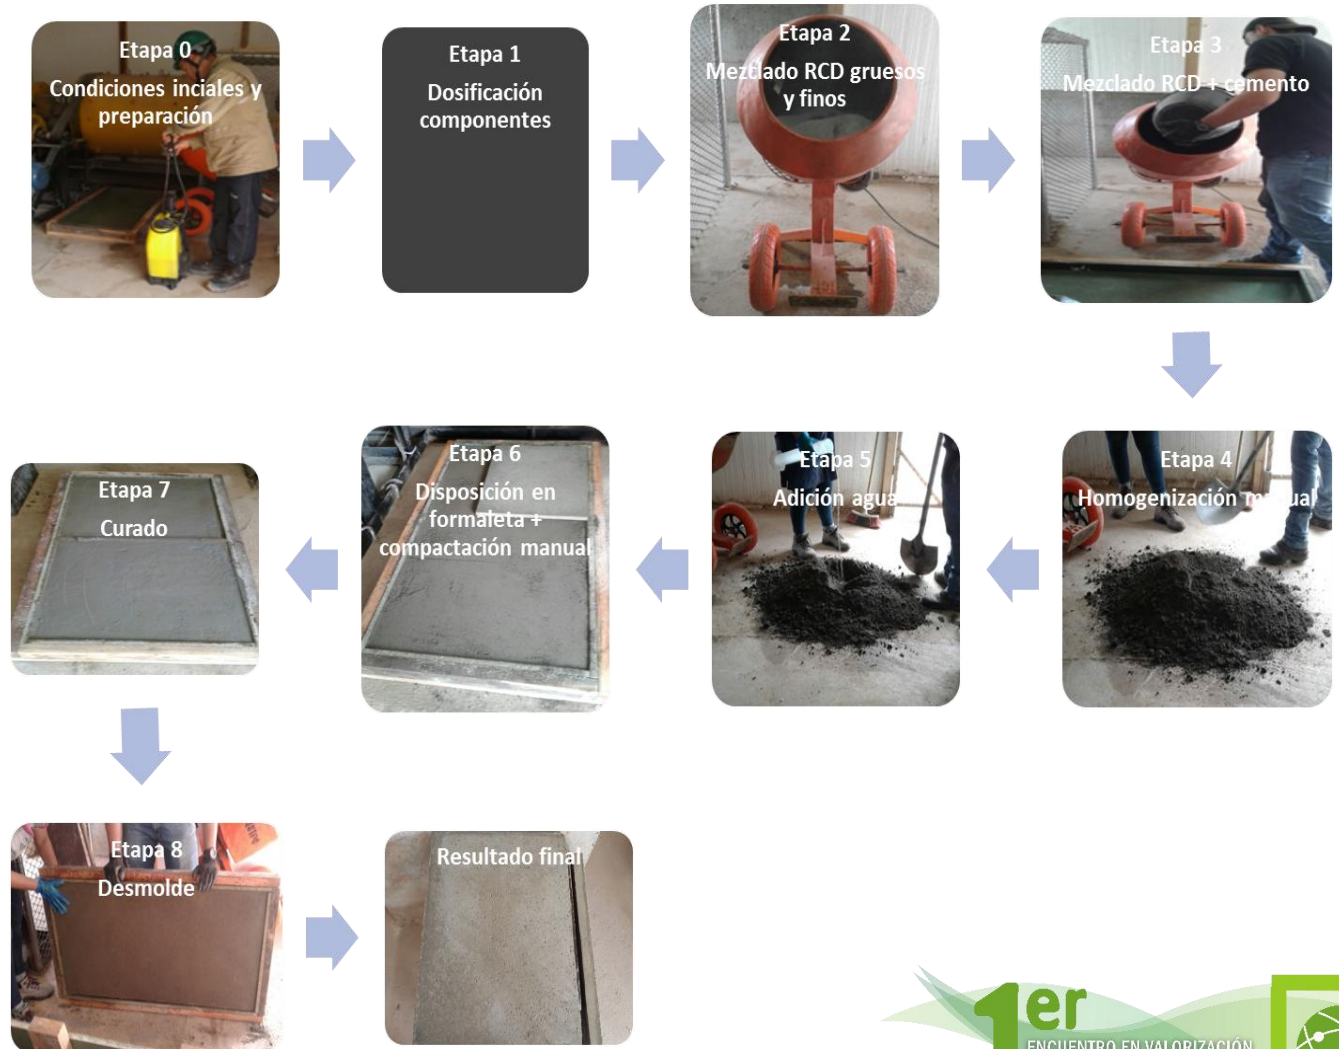 Etapa 0
Condiciones inciales y
preparación
Etapa 1
Dosificación
componentes
Etapa 2
Mezclado RCD gruesos
y finos
Etapa 3
Mezclado RCD + cemento
Etapa 4
Homogenización manual
Etapa 5
Adición agua
Etapa 6
Disposición en
formaleta +
compactación manual
Etapa 7
Curado
Etapa 8
Desmolde
Resultado final
1er
ENCUENTRO EN VALORIZACIÓN